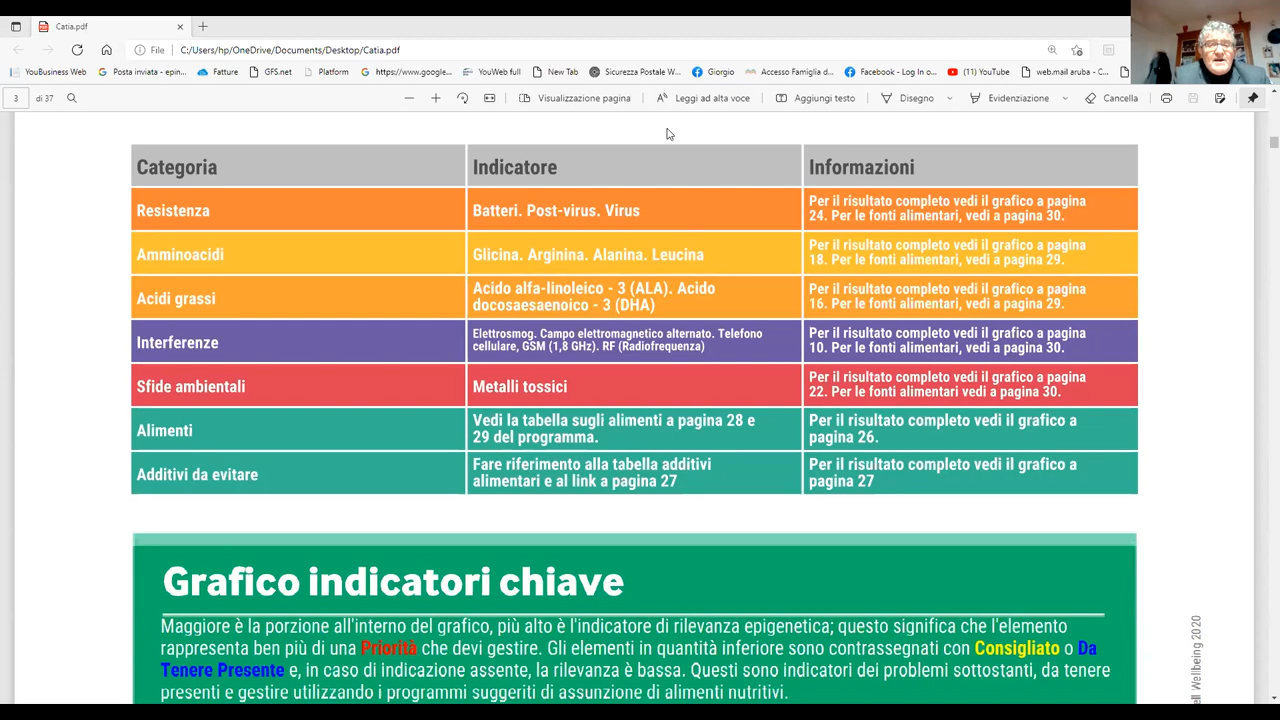 Catia.pdf
File
C:/Users/hp/OneDrive/Documents/Desktop/Catia.pdf
YouBusiness Web
Posta inviata - epin...
Fatture
GFS.net
Platform
https://www.google...
YouWeb full
New Tab
Sicurezza Postale W...
Giorgio
Accesso Famiglia d...
Facebook - Log In o...
(11) YouTube
web.mail aruba - C...
3
di 37
Visualizzazione pagina
Leggi ad alta voce
Aggiungi testo
Disegno
Evidenziazione
Cancella
Categoria
Indicatore
Informazioni
Resistenza
Batteri. Post-virus. Virus
Per il risultato completo vedi il grafico a pagina
24. Per le fonti alimentari, vedi a pagina 30.
Amminoacidi
Glicina. Arginina. Alanina. Leucina
Per il risultato completo vedi il grafico a pagina
18. Per le fonti alimentari, vedi a pagina 29.
Acidi grassi
Acido alfa-linoleico - 3 (ALA). Acido
docosaesaenoico - 3 (DHA)
Per il risultato completo vedi il grafico a pagina
16. Per le fonti alimentari, vedi a pagina 29.
Interferenze
Elettrosmog. Campo elettromagnetico alternato. Telefono
cellulare, GSM (1,8 GHz). RF (Radiofrequenza)
Per il risultato completo vedi il grafico a pagina
10. Per le fonti alimentari, vedi a pagina 30.
Sfide ambientali
Metalli tossici
Per il risultato completo vedi il grafico a pagina
22. Per le fonti alimentari vedi a pagina 30.
Alimenti
Vedi la tabella sugli alimenti a pagina 28 e
29 del programma.
Per il risultato completo vedi il grafico a
pagina 26.
Additivi da evitare
Fare riferimento alla tabella additivi
alimentari e al link a pagina 27
Per il risultato completo vedi il grafico a
pagina 27
Grafico indicatori chiave
Maggiore è la porzione all'interno del grafico, più alto è l'indicatore di rilevanza epigenetica; questo significa che l'elemento
rappresenta ben più di una Priorità che devi gestire. Gli elementi in quantità inferiore sono contrassegnati con Consigliato o Da
Tenere Presente e, in caso di indicazione assente, la rilevanza è bassa. Questi sono indicatori dei problemi sottostanti, da tenere
presenti e gestire utilizzando i programmi suggeriti di assunzione di alimenti nutritivi.
ell Wellbeing 2020